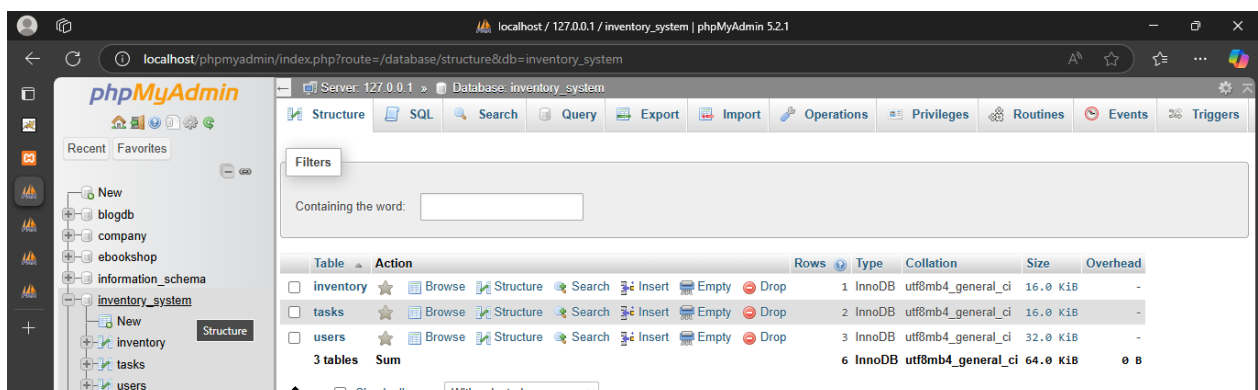 localhost / 127.0.0.1 / inventory_system | phpMyAdmin 5.2.1
localhost/phpmyadmin/index.php?route=/database/structure&db=inventory_system
phpMyAdmin
Recent Favorites
New
blogdb
company
ebookshop
information_schema
inventory_system
New
Structure
inventory
tasks
users
Server: 127.0.0.1 » Database: inventory_system
Structure SQL Search Query Export Import Operations Privileges Routines Events Triggers
Filters
Containing the word:
Table Action Rows Type Collation Size Overhead
inventory Browse Structure Search Insert Empty Drop 1 InnoDB utf8mb4_general_ci 16.0 KiB -
tasks Browse Structure Search Insert Empty Drop 2 InnoDB utf8mb4_general_ci 16.0 KiB -
users Browse Structure Search Insert Empty Drop 3 InnoDB utf8mb4_general_ci 32.0 KiB -
3 tables Sum 6 InnoDB utf8mb4_general_ci 64.0 KiB 0 B